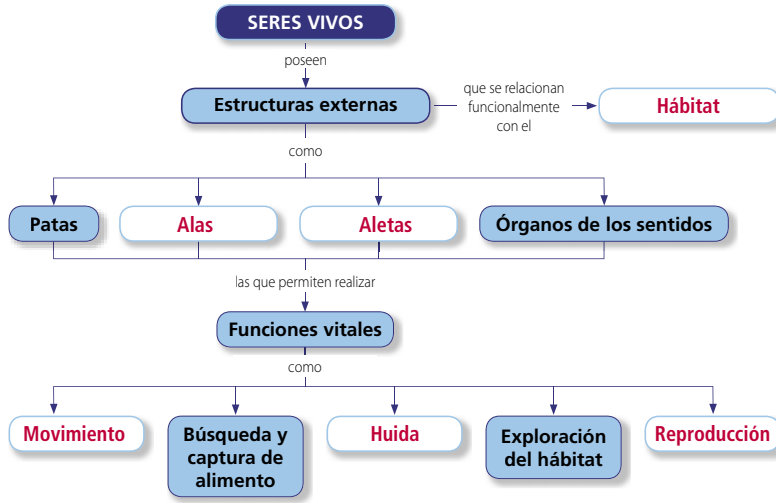 SERES VIVOS
poseen
Estructuras externas
que se relacionan
funcionalmente
con el
Hábitat
como
Patas
Alas
Aletas
Órganos de los sentidos
las que permiten realizar
Funciones vitales
como
Movimiento
Búsqueda y
captura de
alimento
Huida
Exploración
del hábitat
Reproducción